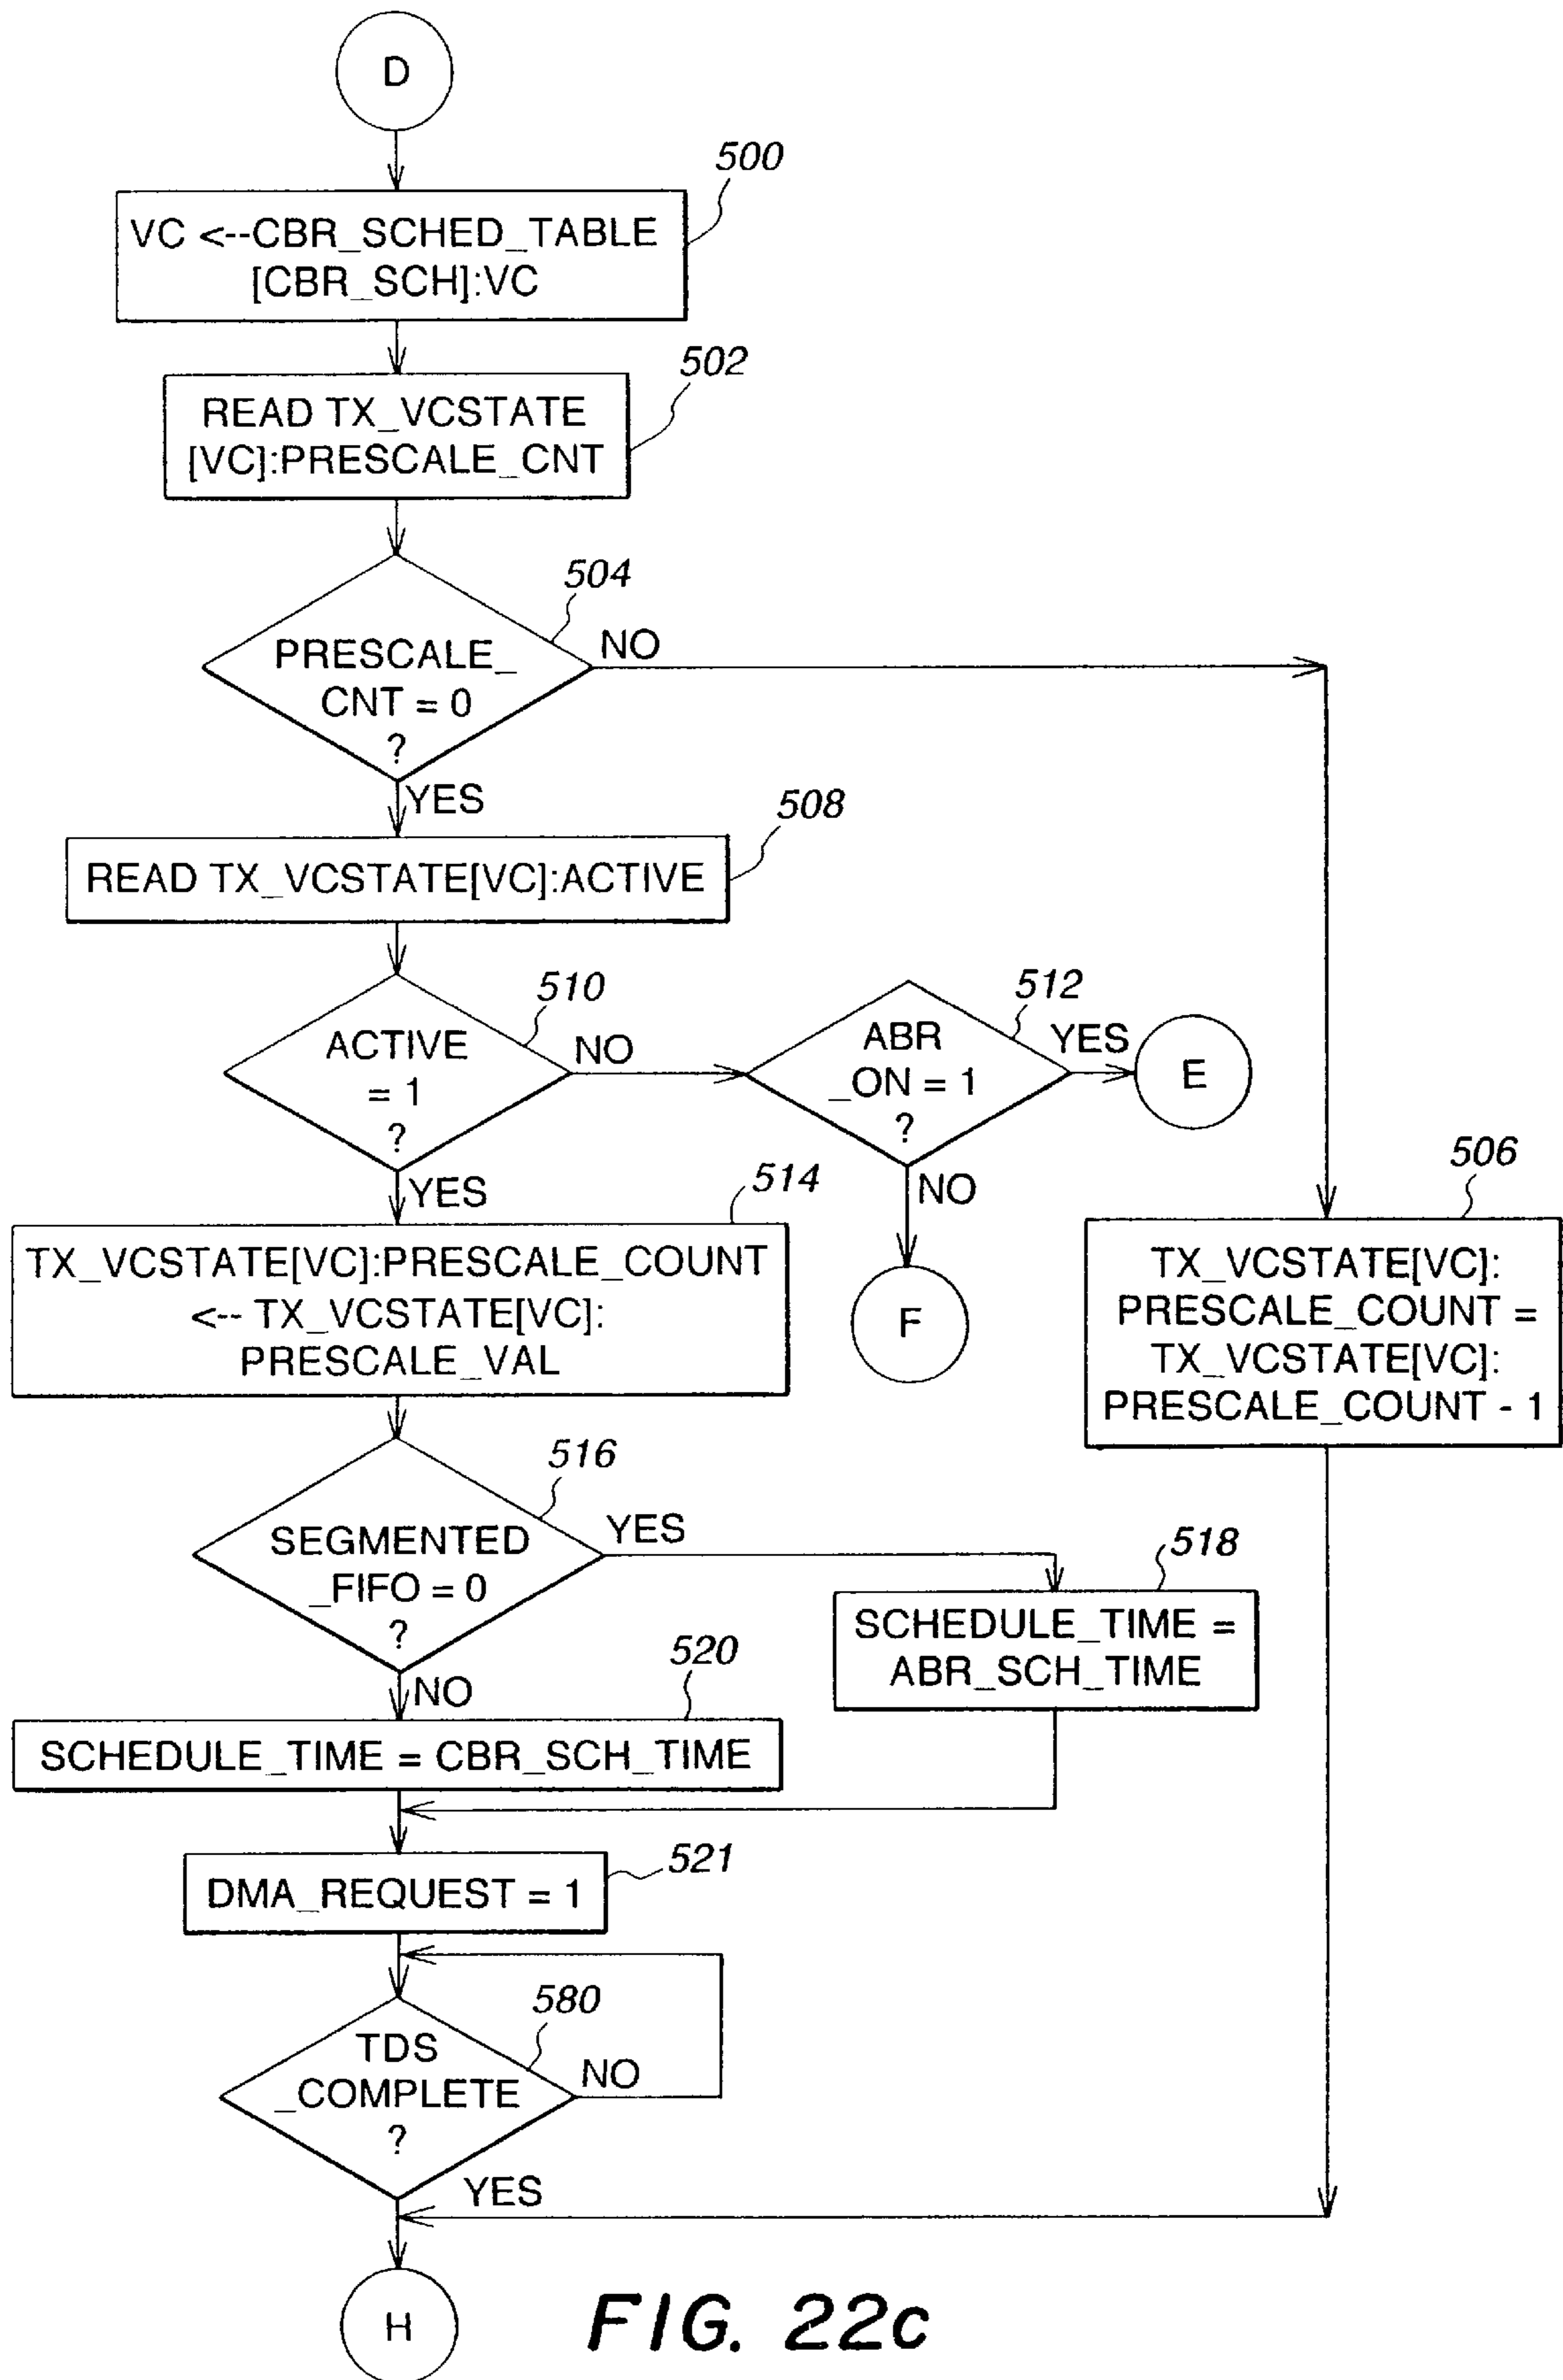 D
500
VC <--CBR_SCHED_TABLE
[CBR_SCH]:VC
502
READ TX_VCSTATE
[VC]:PRESCALE_CNT
504
PRESCALE_
CNT = 0
?
NO
YES
508
READ TX_VCSTATE[VC]:ACTIVE
510
ACTIVE
= 1
?
NO
512
ABR
_ON = 1
?
YES
E
NO
F
YES
506
TX_VCSTATE[VC]:
PRESCALE_COUNT =
TX_VCSTATE[VC]:
PRESCALE_COUNT - 1
514
TX_VCSTATE[VC]:PRESCALE_COUNT
<-- TX_VCSTATE[VC]:
PRESCALE_VAL
516
SEGMENTED
_FIFO = 0
?
YES
518
SCHEDULE_TIME =
ABR_SCH_TIME
NO
520
SCHEDULE_TIME = CBR_SCH_TIME
521
DMA_REQUEST = 1
580
TDS
_COMPLETE
?
NO
YES
H
FIG. 22c